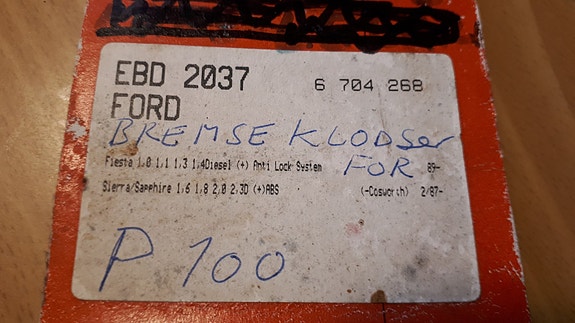 EBD 2037 6 704 268
FORD
BREMSE KLODSer
Fiesta 1.0 1.1 1.3 1.4Diesel (+) Anti Lock System FOR 89-
Sierra/Sapphire 1.6 1.8 2.0 2.3D (+)ABS (-Cosworth) 2/87-
P 100